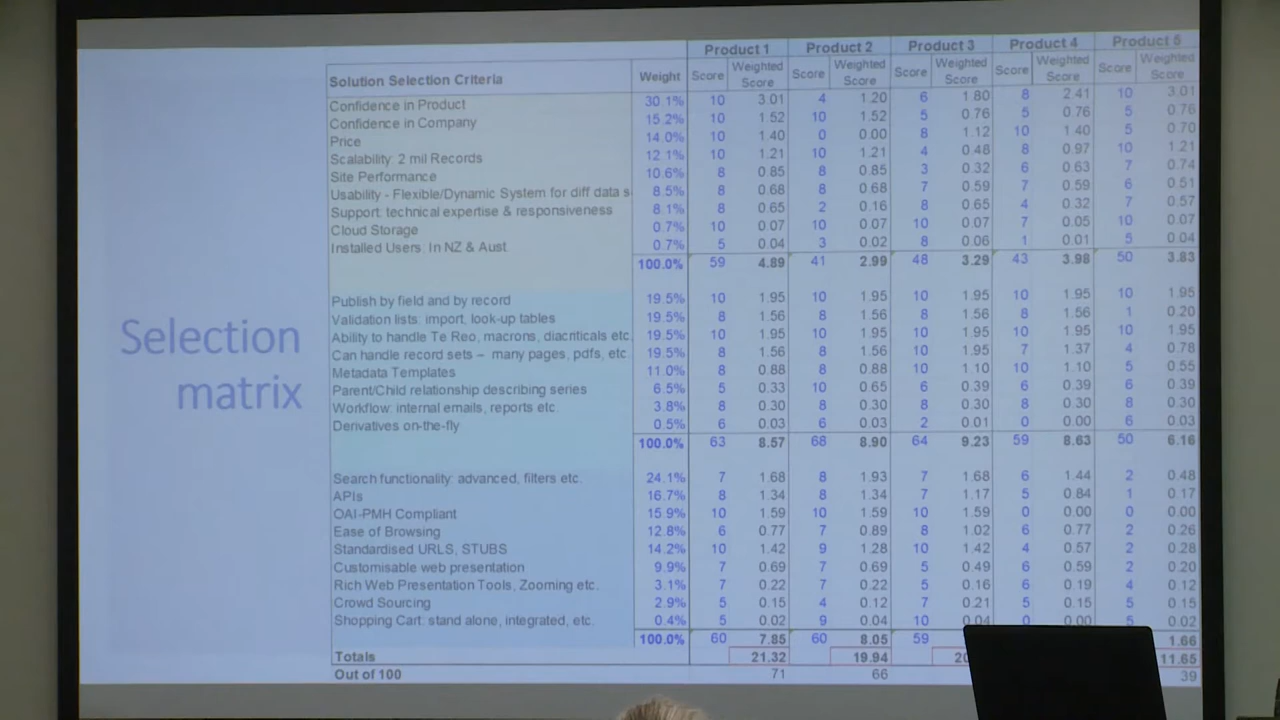 Selection
matrix
Product 1 Product 2 Product 3 Product 4 Product 5
Solution Selection Criteria Weight Score Weighted Score Score Weighted Score Score Weighted Score Score Weighted Score Score Weighted Score
Confidence in Product 30.1% 10 3.01 4 1.20 6 1.80 8 2.41 10 3.01
Confidence in Company 15.2% 10 1.52 10 1.52 5 0.76 5 0.76 5 0.76
Price 14.0% 10 1.40 0 0.00 8 1.12 10 1.40 5 0.70
Scalability: 2 mil Records 12.1% 10 1.21 10 1.21 4 0.48 8 0.97 10 1.21
Site Performance 10.6% 8 0.85 8 0.85 3 0.32 6 0.63 7 0.74
Usability - Flexible/Dynamic System for diff data s 8.5% 8 0.68 8 0.68 7 0.59 7 0.59 6 0.51
Support: technical expertise & responsiveness 8.1% 8 0.65 2 0.16 8 0.65 4 0.32 7 0.57
Cloud Storage 0.7% 10 0.07 10 0.07 10 0.07 7 0.05 10 0.07
Installed Users: In NZ & Aust 0.7% 5 0.04 3 0.02 8 0.06 1 0.01 5 0.04
100.0% 59 4.89 41 2.99 48 3.29 43 3.98 50 3.83
Publish by field and by record 19.5% 10 1.95 10 1.95 10 1.95 10 1.95 10 1.95
Validation lists: import, look-up tables 19.5% 8 1.56 8 1.56 8 1.56 8 1.56 1 0.20
Ability to handle Te Reo, macrons, diacriticals etc. 19.5% 10 1.95 10 1.95 10 1.95 10 1.95 10 1.95
Can handle record sets – many pages, pdfs, etc. 19.5% 8 1.56 8 1.56 10 1.95 7 1.37 4 0.78
Metadata Templates 11.0% 8 0.88 8 0.88 10 1.10 10 1.10 5 0.55
Parent/Child relationship describing series 6.5% 5 0.33 10 0.65 6 0.39 6 0.39 6 0.39
Workflow: internal emails, reports etc. 3.8% 8 0.30 8 0.30 8 0.30 8 0.30 8 0.30
Derivatives on-the-fly 0.5% 6 0.03 6 0.03 2 0.01 0 0.00 6 0.03
100.0% 63 8.57 68 8.90 64 9.23 59 8.63 50 6.16
Search functionality: advanced, filters etc. 24.1% 7 1.68 8 1.93 7 1.68 6 1.44 2 0.48
APIs 16.7% 8 1.34 8 1.34 7 1.17 5 0.84 1 0.17
OAI-PMH Compliant 15.9% 10 1.59 10 1.59 10 1.59 0 0.00 0 0.00
Ease of Browsing 12.8% 6 0.77 7 0.89 8 1.02 6 0.77 2 0.26
Standardised URLS, STUBS 14.2% 10 1.42 9 1.28 10 1.42 4 0.57 2 0.28
Customisable web presentation 9.9% 7 0.69 7 0.69 5 0.49 6 0.59 2 0.20
Rich Web Presentation Tools, Zooming etc. 3.1% 7 0.22 7 0.22 5 0.16 6 0.19 4 0.12
Crowd Sourcing 2.9% 5 0.15 4 0.12 7 0.21 5 0.15 5 0.15
Shopping Cart: stand alone, integrated, etc. 0.4% 5 0.02 9 0.04 10 0.04 0 0.00 5 0.02
100.0% 60 7.85 60 8.05 59 1.66
Totals 21.32 19.94 20 11.65
Out of 100 71 66 39